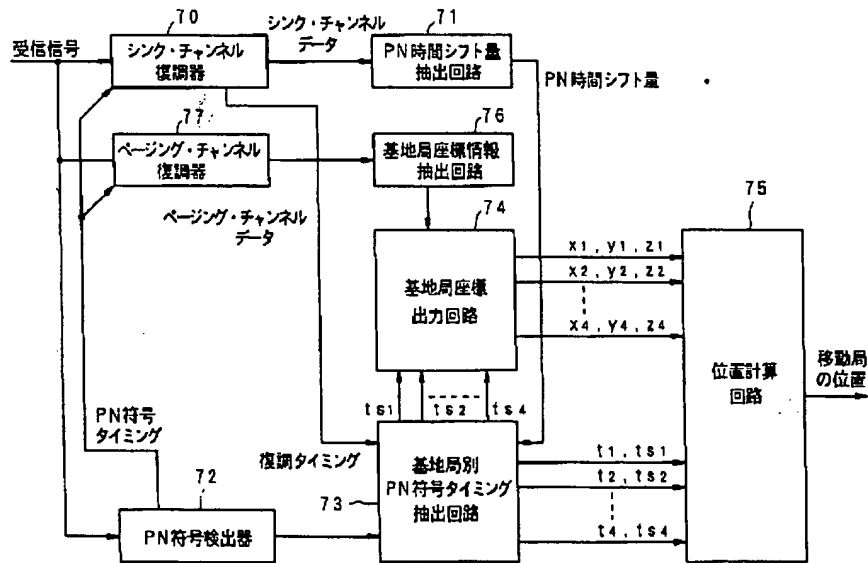 受信信号
70
シンク・チャンネル
復調器
シンク・チャンネル
データ
71
PN時間シフト量
抽出回路
PN時間シフト量
77
ページング・チャンネル
復調器
ページング・チャンネル
データ
76
基地局座標情報
抽出回路
74
基地局座標
出力回路
x1, y1, z1
x2, y2, z2
x4, y4, z4
75
位置計算
回路
移動局
の位置
ts1
ts2
ts4
PN符号
タイミング
復調タイミング
72
PN符号検出器
73
基地局別
PN符号タイミング
抽出回路
t1, ts1
t2, ts2
t4, ts4